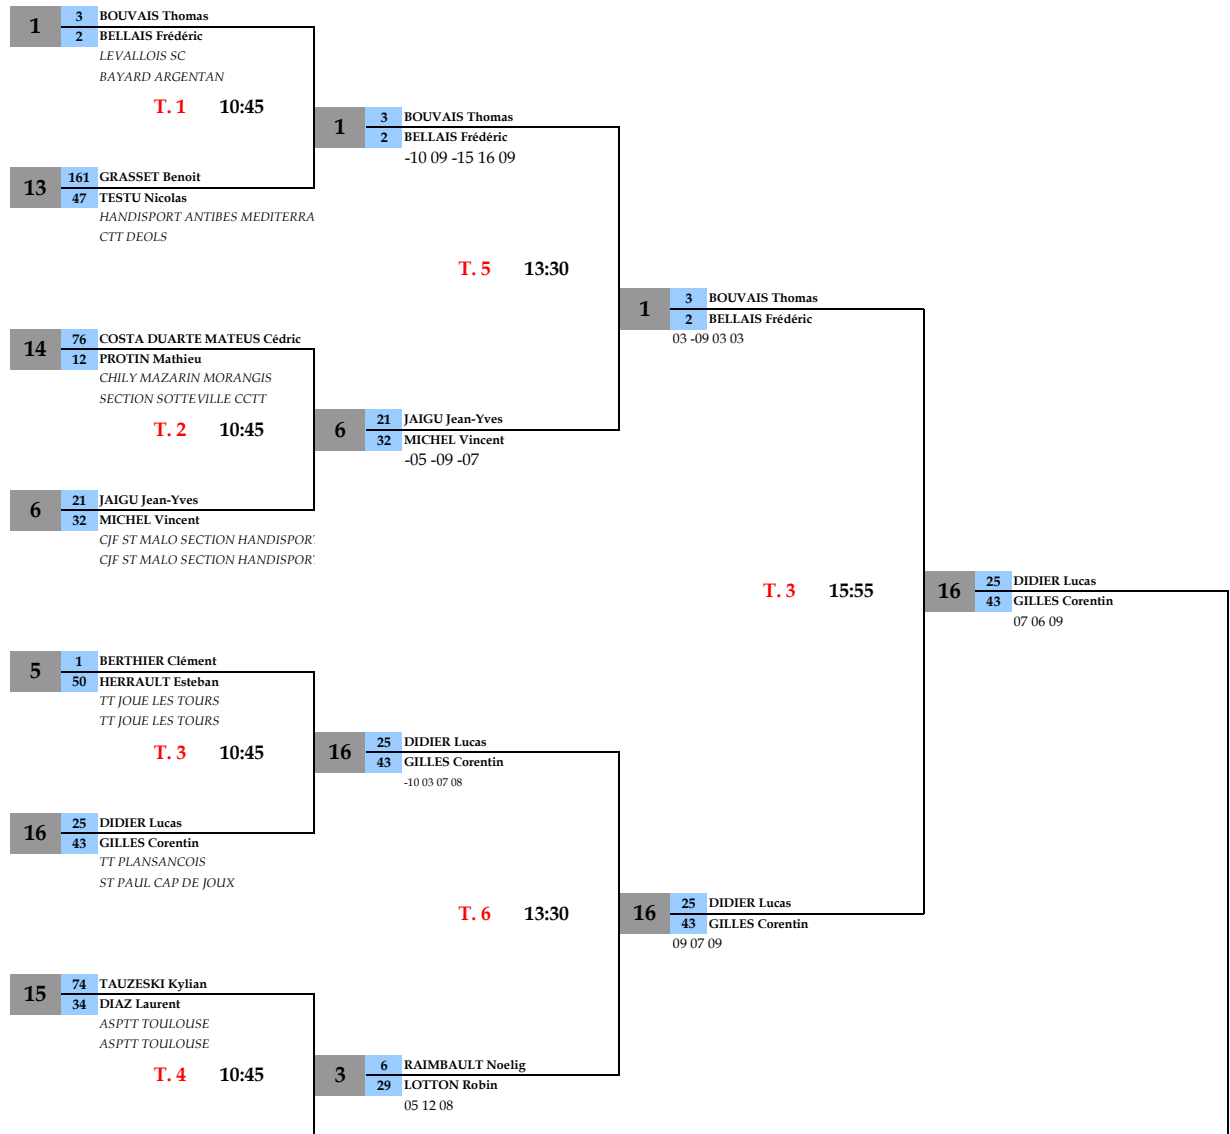 1 3 BOUVAIS Thomas
2 BELLAIS Frédéric
LEVALLOIS SC
BAYARD ARGENTAN
T. 1 10:45
1 3 BOUVAIS Thomas
2 BELLAIS Frédéric
-10 09 -15 16 09
13 161 GRASSET Benoit
47 TESTU Nicolas
HANDISPORT ANTIBES MEDITERRA
CTT DEOLS
T. 5 13:30
1 3 BOUVAIS Thomas
2 BELLAIS Frédéric
03 -09 03 03
14 76 COSTA DUARTE MATEUS Cédric
12 PROTIN Mathieu
CHILY MAZARIN MORANGIS
SECTION SOTTEVILLE CCTT
T. 2 10:45
6 21 JAIGU Jean-Yves
32 MICHEL Vincent
-05 -09 -07
6 21 JAIGU Jean-Yves
32 MICHEL Vincent
CJF ST MALO SECTION HANDISPOR
CJF ST MALO SECTION HANDISPOR
T. 3 15:55
16 25 DIDIER Lucas
43 GILLES Corentin
07 06 09
5 1 BERTHIER Clément
50 HERRAULT Esteban
TT JOUE LES TOURS
TT JOUE LES TOURS
T. 3 10:45
16 25 DIDIER Lucas
43 GILLES Corentin
-10 03 07 08
16 25 DIDIER Lucas
43 GILLES Corentin
TT PLANSANCOIS
ST PAUL CAP DE JOUX
T. 6 13:30
16 25 DIDIER Lucas
43 GILLES Corentin
09 07 09
15 74 TAUZESKI Kylian
34 DIAZ Laurent
ASPTT TOULOUSE
ASPTT TOULOUSE
T. 4 10:45
3 6 RAIMBAULT Noelig
29 LOTTON Robin
05 12 08